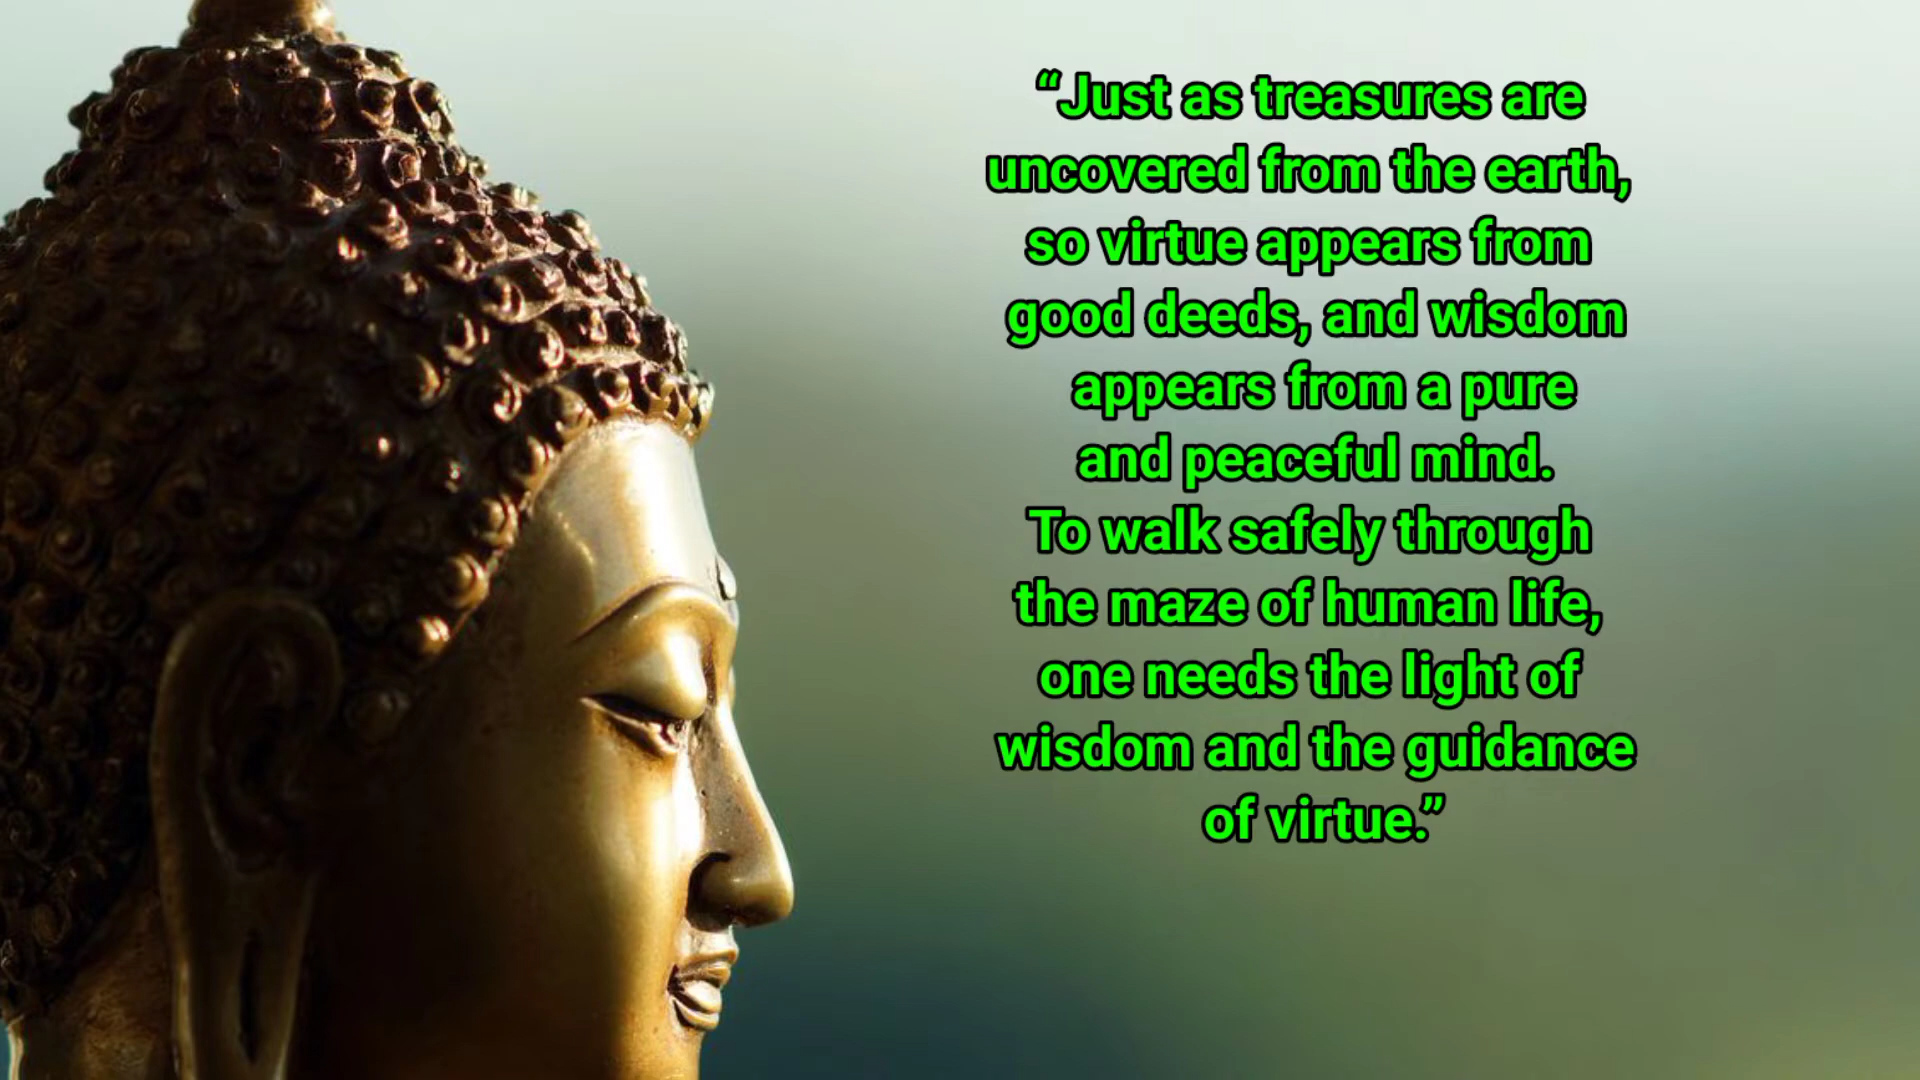 “Just as treasures are
uncovered from the earth,
so virtue appears from
good deeds, and wisdom
appears from a pure
and peaceful mind.
To walk safely through
the maze of human life,
one needs the light of
wisdom and the guidance
of virtue.”